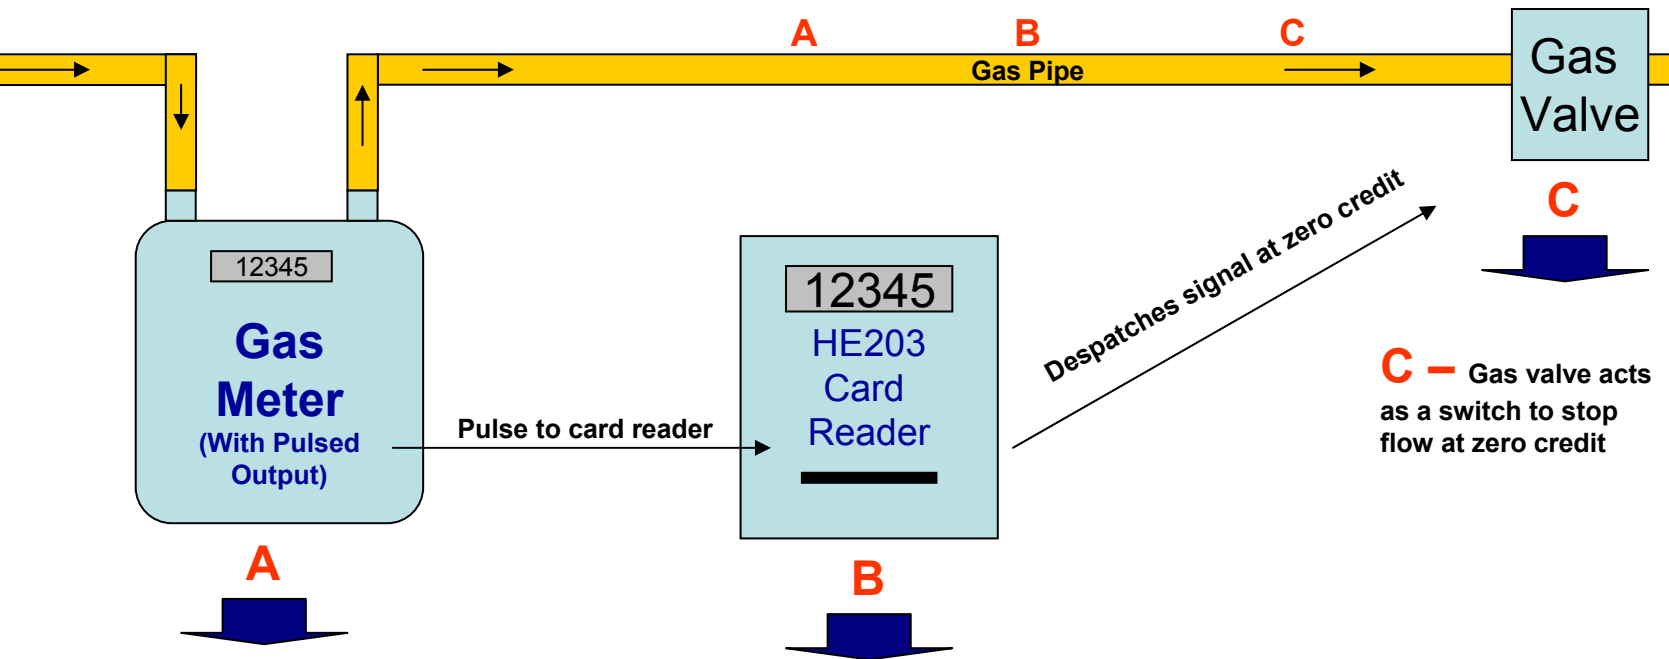 A B C
Gas Pipe
Gas
Valve
C
12345
Gas
Meter
(With Pulsed
Output)
A
Pulse to card reader
12345
HE203
Card
Reader
B
Despatches signal at zero credit
C – Gas valve acts
as a switch to stop
flow at zero credit